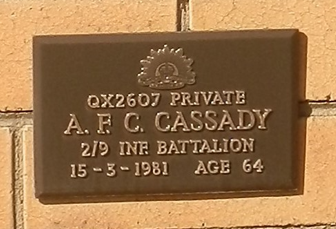 QX2607 PRIVATE
A. F. C. CASSADY
2/9 INF BATTALION
15-3-1981 AGE 64